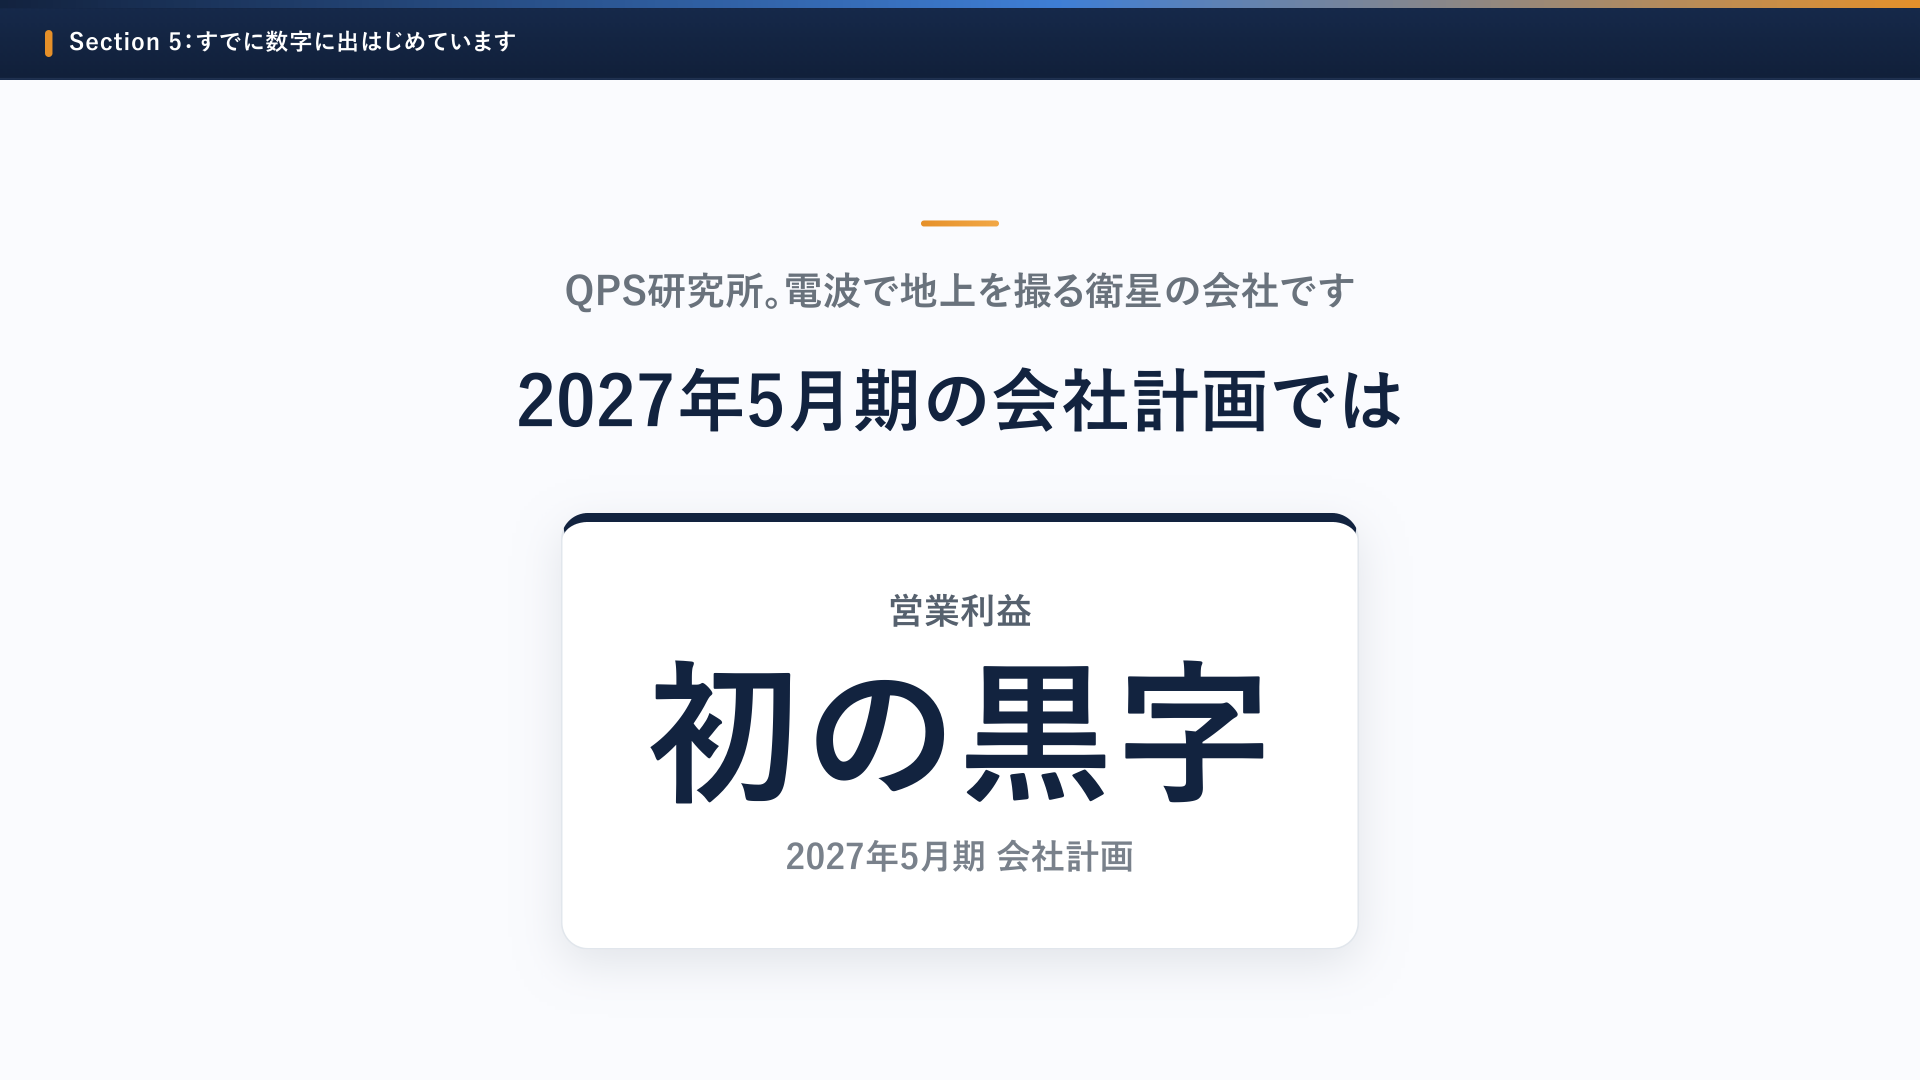 Section 5：すでに数字に出はじめています
QPS研究所。電波で地上を撮る衛星の会社です
2027年5月期の会社計画では
営業利益
初の黒字
2027年5月期 会社計画